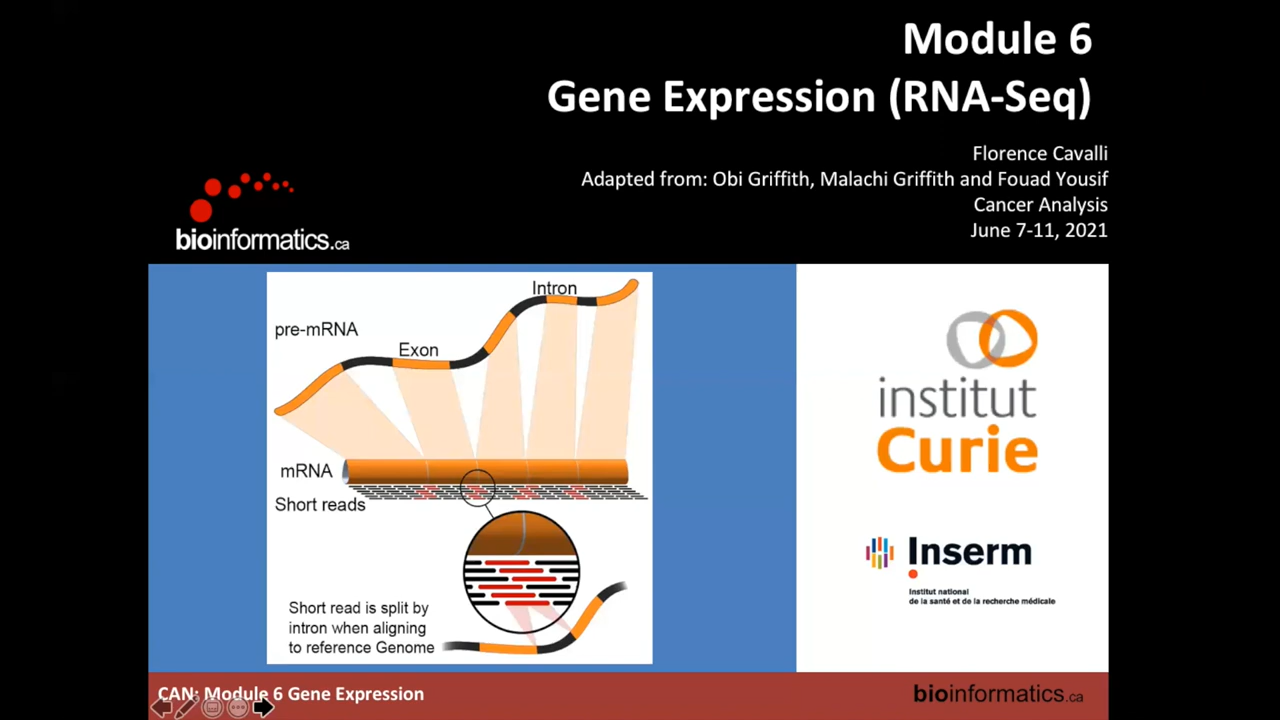 Module 6
Gene Expression (RNA-Seq)
Florence Cavalli
Adapted from: Obi Griffith, Malachi Griffith and Fouad Yousif
Cancer Analysis
June 7-11, 2021
bioinformatics.ca
Intron
pre-mRNA
Exon
mRNA
Short reads
Short read is split by
intron when aligning
to reference Genome
institut
Curie
Inserm
Institut national
de la santé et de la recherche médicale
CAN: Module 6 Gene Expression
bioinformatics.ca